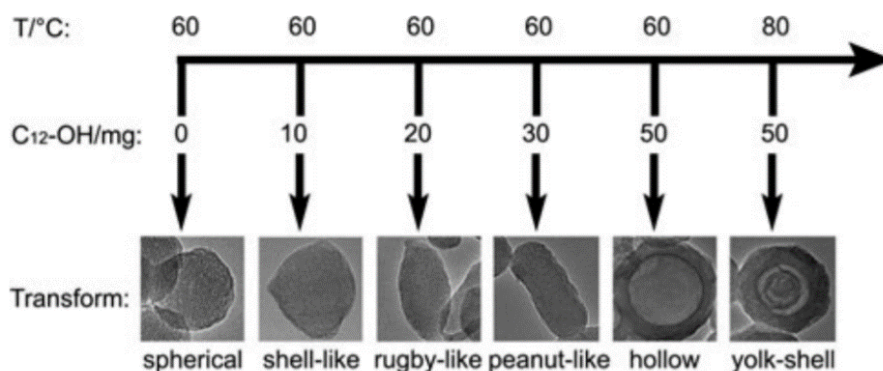 T/°C: 60 60 60 60 60 80
C₁₂-OH/mg: 0 10 20 30 50 50
Transform:
spherical shell-like rugby-like peanut-like hollow yolk-shell